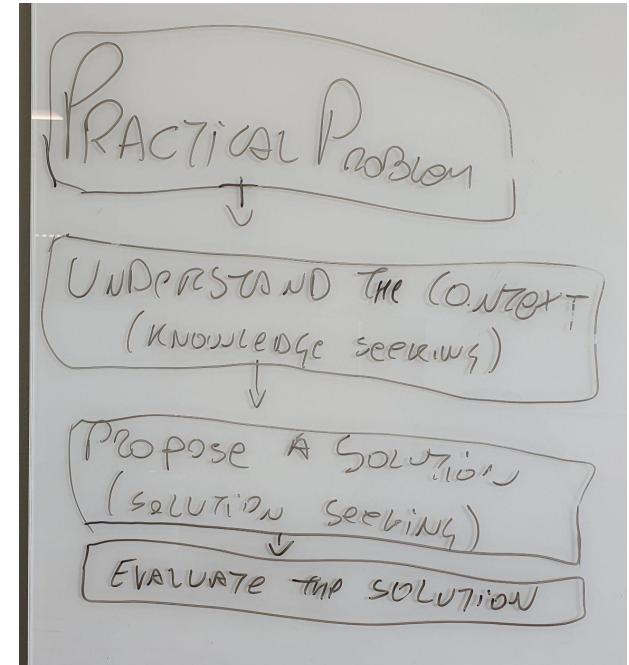 PRACTICAL PROBLEM
UNDERSTAND THE CONTEXT
(KNOWLEDGE SEEKING)
PROPOSE A SOLUTION
(SOLUTION SEEKING)
EVALUATE THE SOLUTION